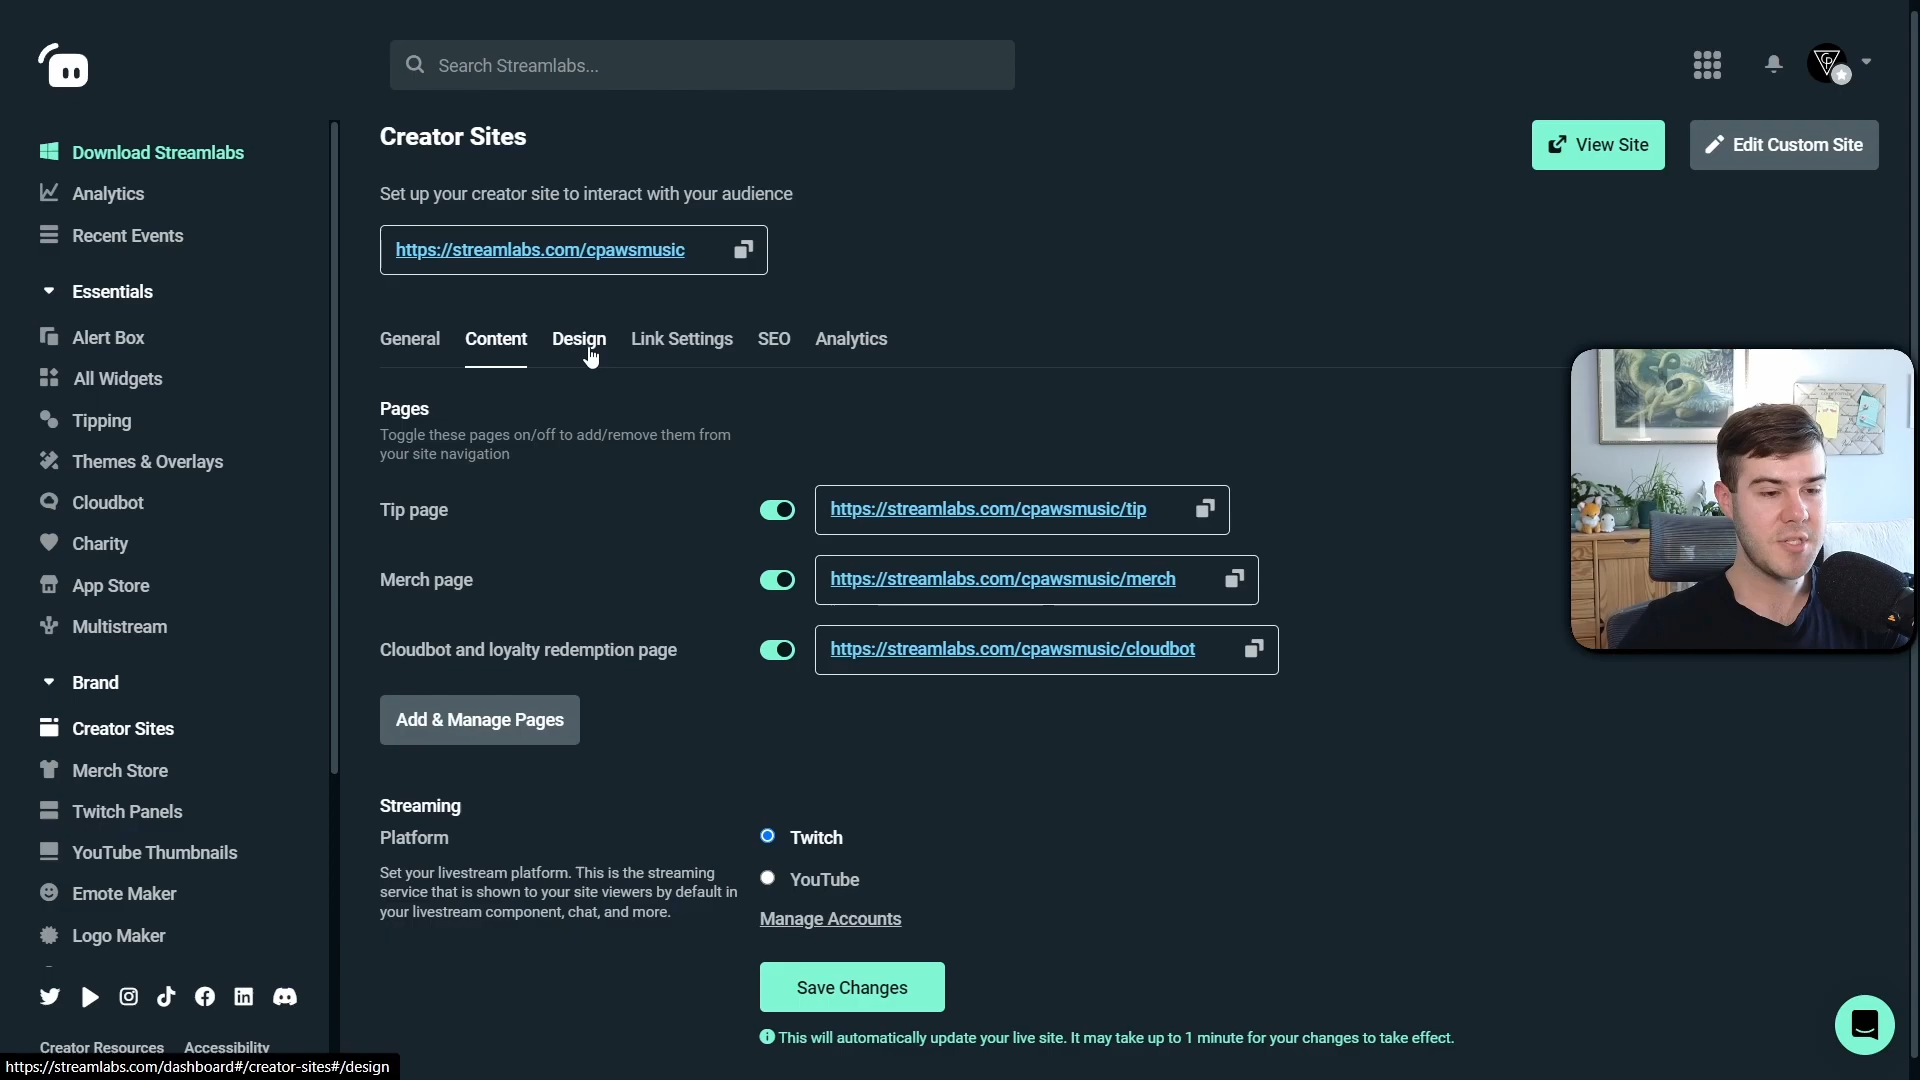 Search Streamlabs...
Download Streamlabs
Analytics
Recent Events
Essentials
Alert Box
All Widgets
Tipping
Themes & Overlays
Cloudbot
Charity
App Store
Multistream
Brand
Creator Sites
Merch Store
Twitch Panels
YouTube Thumbnails
Emote Maker
Logo Maker
Creator Resources Accessibility
https://streamlabs.com/dashboard#/creator-sites#/design
Creator Sites
View Site
Edit Custom Site
Set up your creator site to interact with your audience
https://streamlabs.com/cpawsmusic
General Content Design Link Settings SEO Analytics
Pages
Toggle these pages on/off to add/remove them from
your site navigation
Tip page
https://streamlabs.com/cpawsmusic/tip
Merch page
https://streamlabs.com/cpawsmusic/merch
Cloudbot and loyalty redemption page
https://streamlabs.com/cpawsmusic/cloudbot
Add & Manage Pages
Streaming
Platform
Set your livestream platform. This is the streaming
service that is shown to your site viewers by default in
your livestream component, chat, and more.
Twitch
YouTube
Manage Accounts
Save Changes
This will automatically update your live site. It may take up to 1 minute for your changes to take effect.